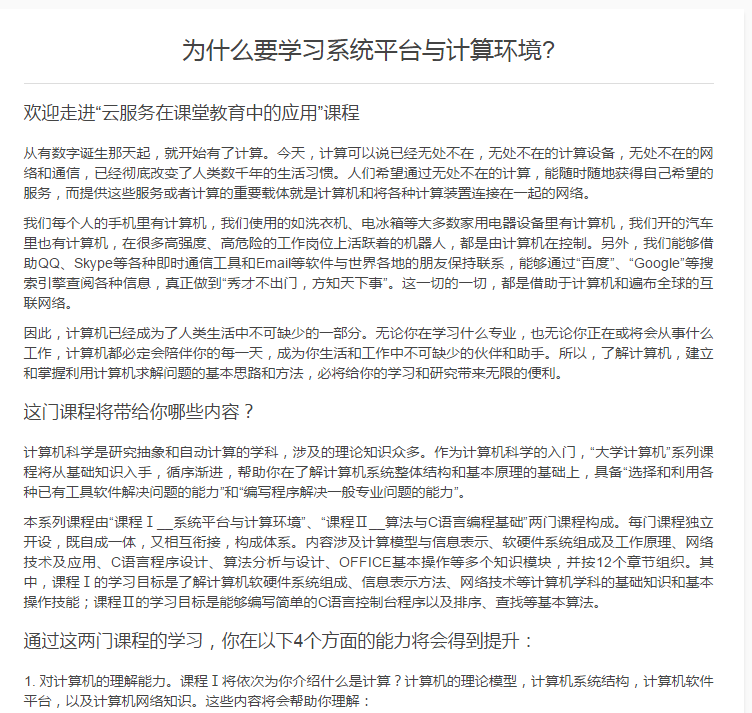 为什么要学习系统平台与计算环境?
欢迎走进“云服务在课堂教育中的应用”课程
从有数字诞生那天起，就开始有了计算。今天，计算可以说已经无处不在，无处不在的计算设备，无处不在的网
络和通信，已经彻底改变了人类数千年的生活习惯。人们希望通过无处不在的计算，能随时随地获得自己希望的
服务，而提供这些服务或者计算的重要载体就是计算机和将各种计算装置连接在一起的网络。
我们每个人的手机里有计算机，我们使用的如洗衣机、电冰箱等大多数家用电器设备里有计算机，我们开的汽车
里也有计算机，在很多高强度、高危险的工作岗位上活跃着的机器人，都是由计算机在控制。另外，我们能够借
助QQ、Skype等各种即时通信工具和Email等软件与世界各地的朋友保持联系，能够通过“百度”、“Google”等搜
索引擎查阅各种信息，真正做到“秀才不出门，方知天下事”。这一切的一切，都是借助于计算机和遍布全球的互
联网络。
因此，计算机已经成为了人类生活中不可缺少的一部分。无论你在学习什么专业，也无论你正在或将会从事什么
工作，计算机都必定会陪伴你的每一天，成为你生活和工作中不可缺少的伙伴和助手。所以，了解计算机，建立
和掌握利用计算机求解问题的基本思路和方法，必将给你的学习和研究带来无限的便利。
这门课程将带给你哪些内容？
计算机科学是研究抽象和自动计算的学科，涉及的理论知识众多。作为计算机科学的入门，“大学计算机”系列课
程将从基础知识入手，循序渐进，帮助你在了解计算机系统整体结构和基本原理的基础上，具备“选择和利用各
种已有工具软件解决问题的能力”和“编写程序解决一般专业问题的能力”。
本系列课程由“课程Ⅰ__系统平台与计算环境”、“课程Ⅱ__算法与C语言编程基础”两门课程构成。每门课程独立
开设，既自成一体，又相互衔接，构成体系。内容涉及计算模型与信息表示、软硬件系统组成及工作原理、网络
技术及应用、C语言程序设计、算法分析与设计、OFFICE基本操作等多个知识模块，并按12个章节组织。其
中，课程Ⅰ的学习目标是了解计算机软硬件系统组成、信息表示方法、网络技术等计算机学科的基础知识和基本
操作技能；课程Ⅱ的学习目标是能够编写简单的C语言控制台程序以及排序、查找等基本算法。
通过这两门课程的学习，你在以下4个方面的能力将会得到提升：
1. 对计算机的理解能力。课程Ⅰ将依次为你介绍什么是计算？计算机的理论模型，计算机系统结构，计算机软件
平台，以及计算机网络知识。这些内容将会帮助你理解：